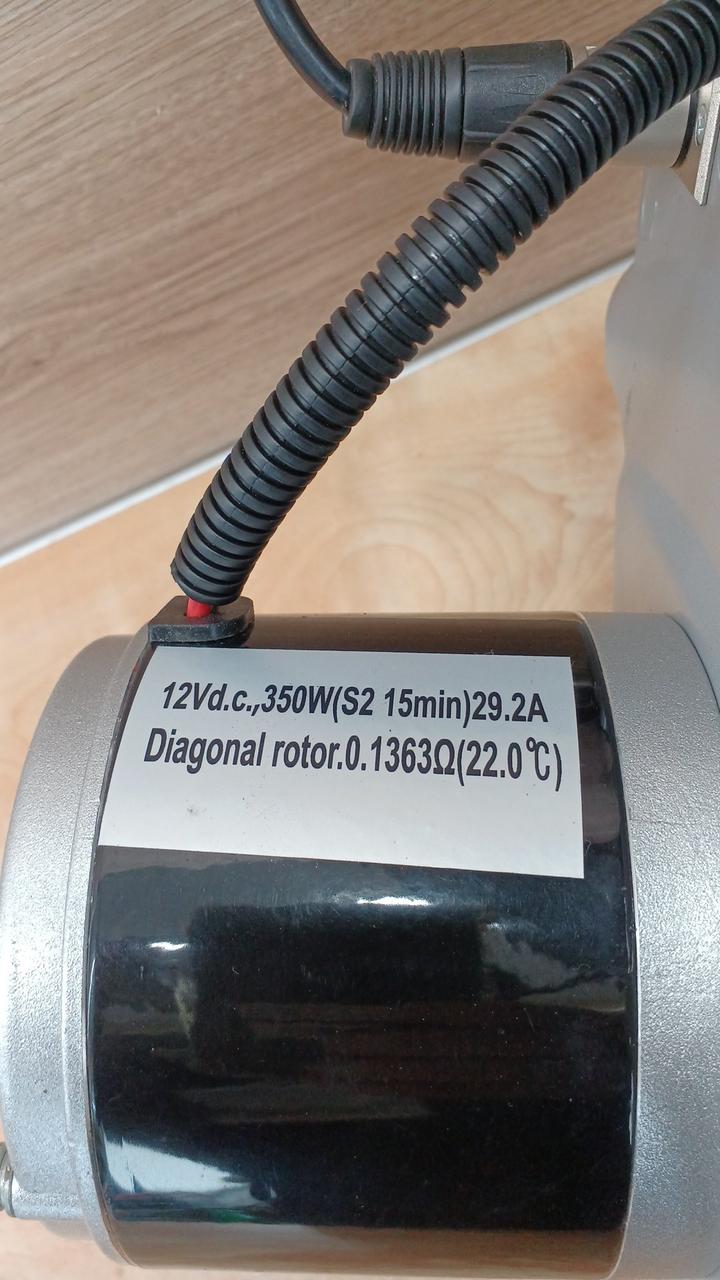 12Vd.c.,350W(S2 15min)29.2A
Diagonal rotor.0.1363Ω(22.0℃)